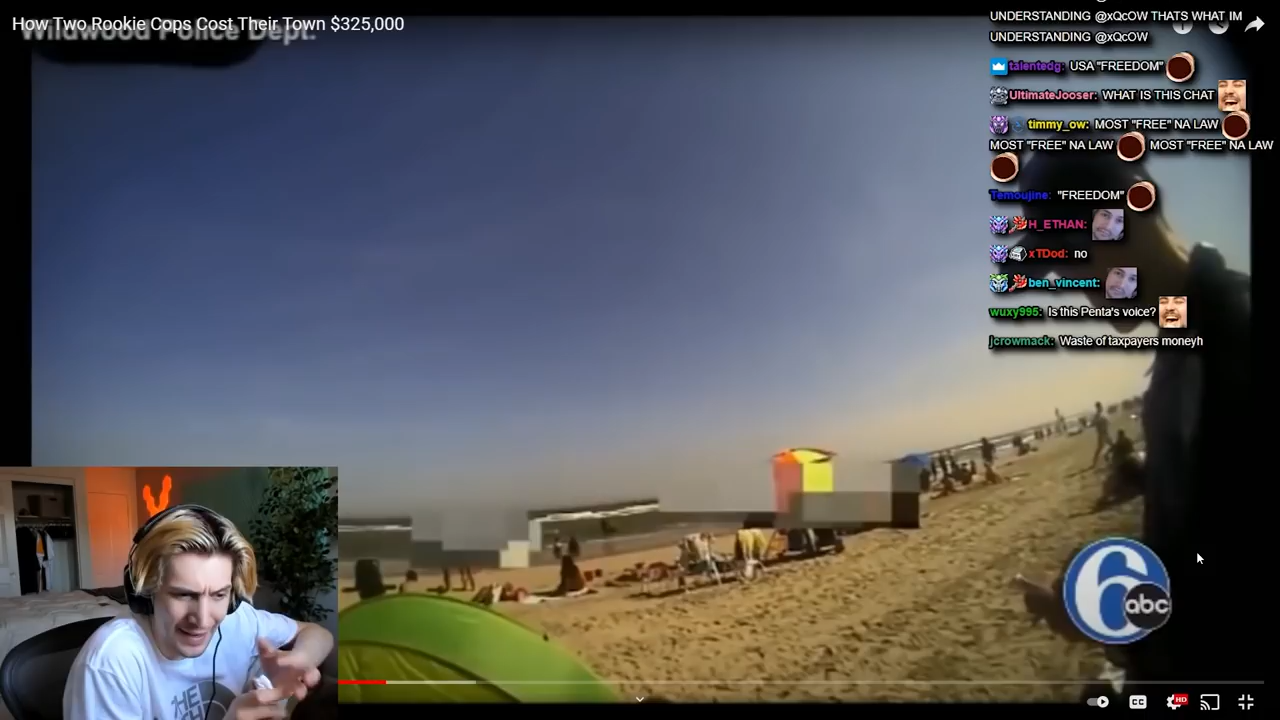 How Two Rookie Cops Cost Their Town $325,000
Wildwood Police Dept.
UNDERSTANDING @xQcOW THATS WHAT IM
UNDERSTANDING @xQcOW
talentedg: USA "FREEDOM"
UltimateJooser: WHAT IS THIS CHAT
timmy_ow: MOST "FREE" NA LAW
MOST "FREE" NA LAW MOST "FREE" NA LAW
Temoujine: "FREEDOM"
H_ETHAN:
xTDod: no
ben_vincent:
wuxy995: Is this Penta's voice?
jcrowmack: Waste of taxpayers moneyh
6
abc
CC
HD